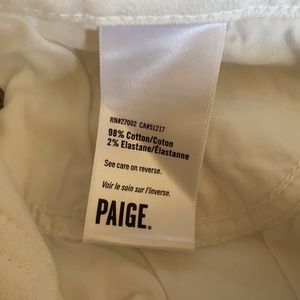 RN#27002 CA#51217
98% Cotton/Coton
2% Elastane/Élastanne
See care on reverse.
Voir le soin sur l'inverse.
PAIGE®